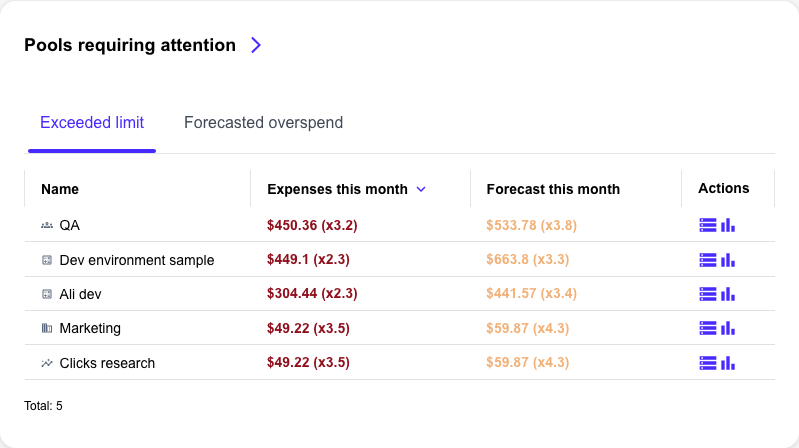 Pools requiring attention
Exceeded limit Forecasted overspend
Name Expenses this month Forecast this month Actions
QA $450.36 (x3.2) $533.78 (x3.8)
Dev environment sample $449.1 (x2.3) $663.8 (x3.3)
Ali dev $304.44 (x2.3) $441.57 (x3.4)
Marketing $49.22 (x3.5) $59.87 (x4.3)
Clicks research $49.22 (x3.5) $59.87 (x4.3)
Total: 5